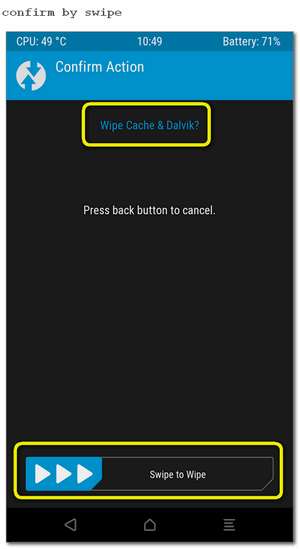 confirm by swipe
CPU: 49 °C 10:49 Battery: 71%
Confirm Action
Wipe Cache & Dalvik?
Press back button to cancel.
Swipe to Wipe